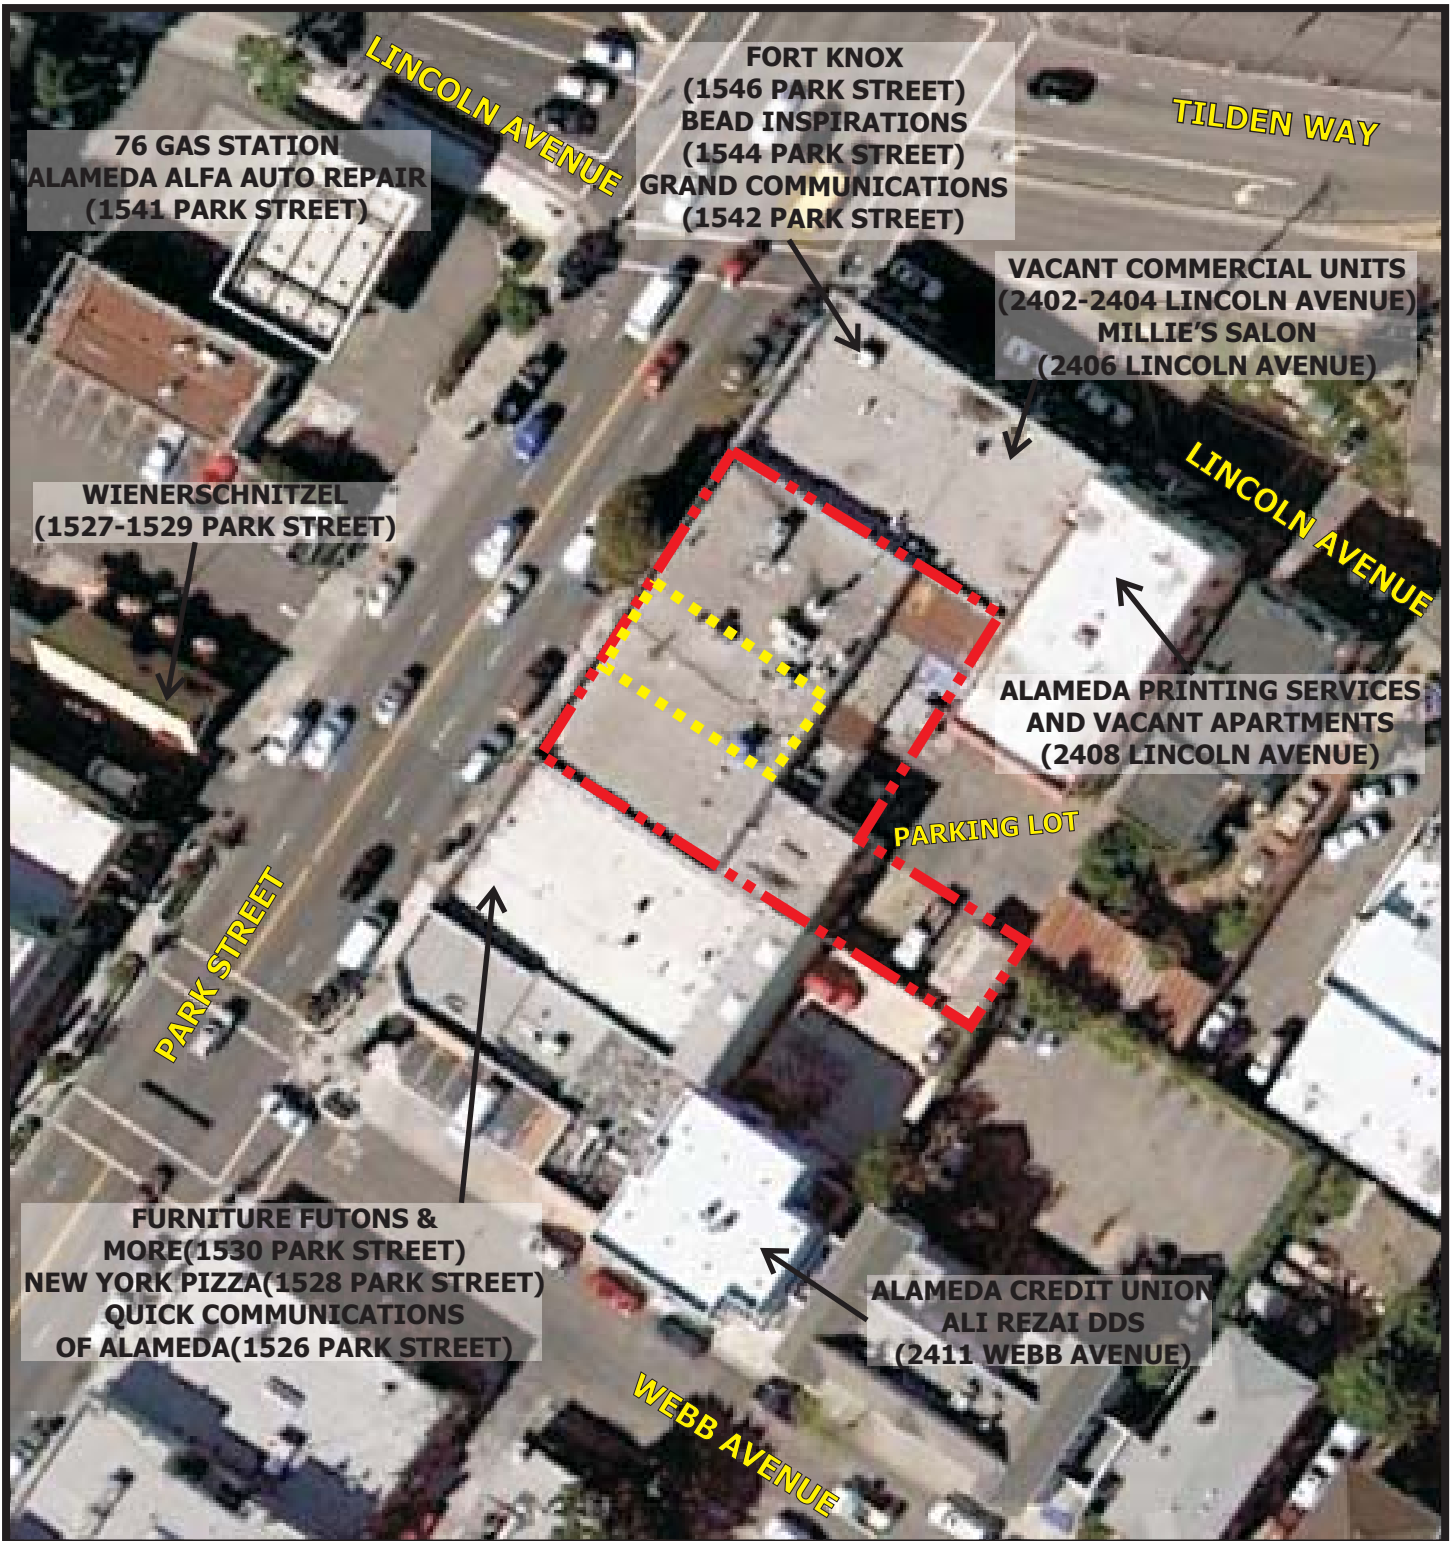 LINCOLN AVENUE
FORT KNOX
(1546 PARK STREET)
BEAD INSPIRATIONS
(1544 PARK STREET)
GRAND COMMUNICATIONS
(1542 PARK STREET)
TILDEN WAY
76 GAS STATION
ALAMEDA ALFA AUTO REPAIR
(1541 PARK STREET)
VACANT COMMERCIAL UNITS
(2402-2404 LINCOLN AVENUE)
MILLIE'S SALON
(2406 LINCOLN AVENUE)
LINCOLN AVENUE
WIENERSCHNITZEL
(1527-1529 PARK STREET)
ALAMEDA PRINTING SERVICES
AND VACANT APARTMENTS
(2408 LINCOLN AVENUE)
PARKING LOT
PARK STREET
FURNITURE FUTONS &
MORE(1530 PARK STREET)
NEW YORK PIZZA(1528 PARK STREET)
QUICK COMMUNICATIONS
OF ALAMEDA(1526 PARK STREET)
ALAMEDA CREDIT UNION
ALI REZAI DDS
(2411 WEBB AVENUE)
WEBB AVENUE